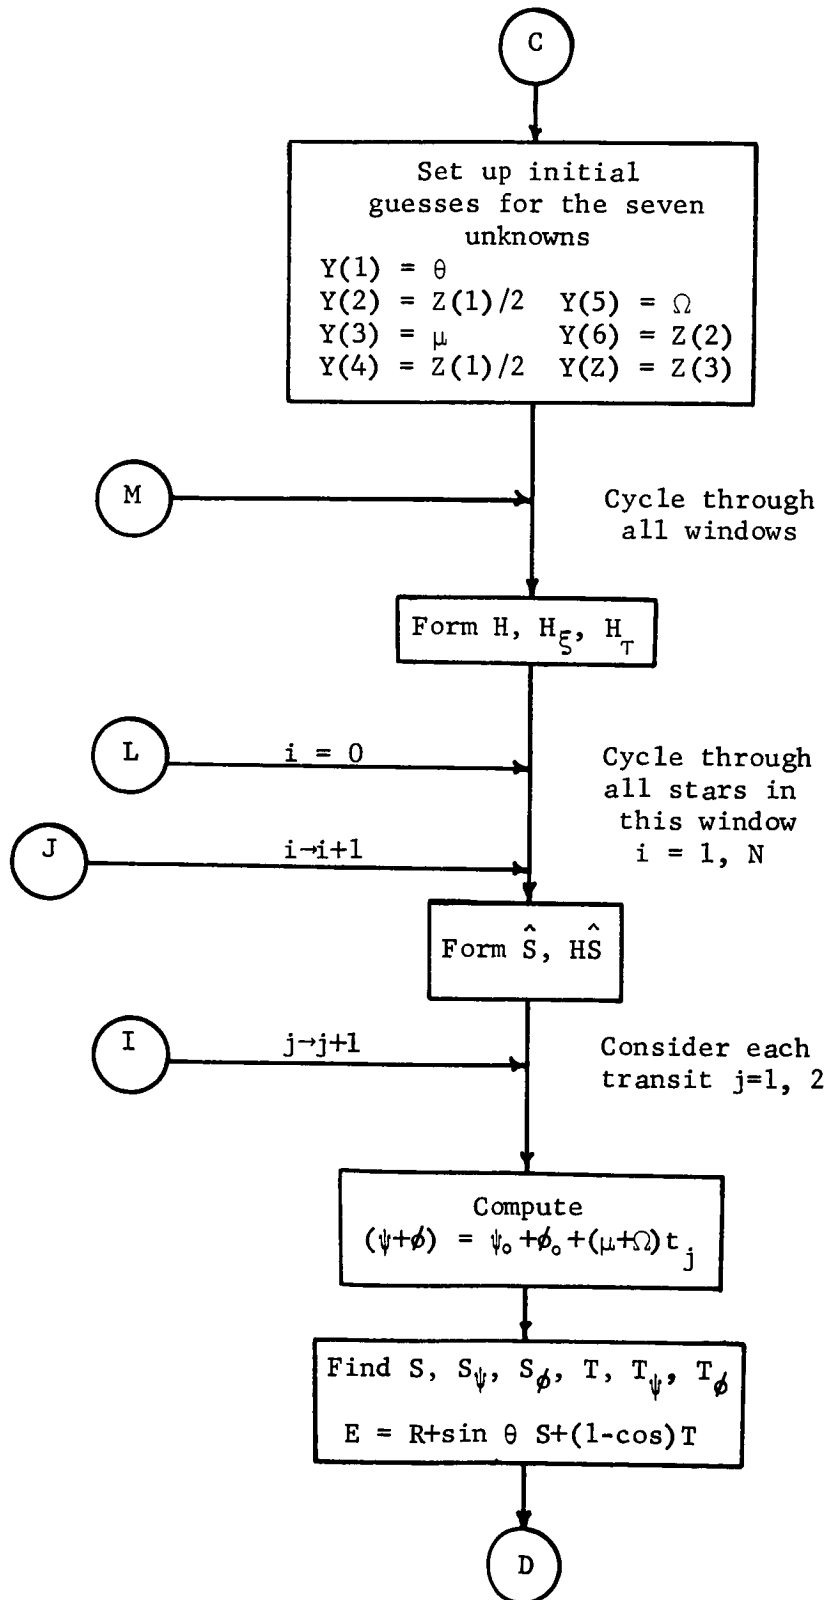 C
Set up initial
guesses for the seven
unknowns
Y(1) = θ
Y(2) = Z(1)/2 Y(5) = Ω
Y(3) = μ Y(6) = Z(2)
Y(4) = Z(1)/2 Y(Z) = Z(3)
M
Cycle through
all windows
Form H, H_ξ, H_τ
L
i = 0
Cycle through
all stars in
this window
i = 1, N
J
i→i+1
Form Ŝ, HŜ
I
j→j+1
Consider each
transit j=1, 2
Compute
(ψ+ϕ) = ψ₀+ϕ₀+(μ+Ω)t_j
Find S, S_ψ, S_ϕ, T, T_ψ, T_ϕ
E = R+sin θ S+(1-cos)T
D